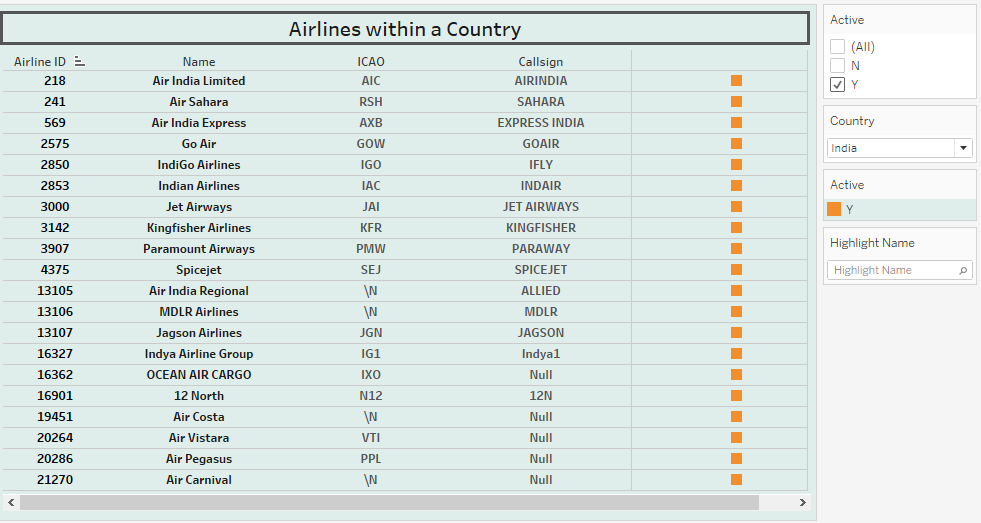 Airlines within a Country
Airline ID Name ICAO Callsign
218 Air India Limited AIC AIRINDIA
241 Air Sahara RSH SAHARA
569 Air India Express AXB EXPRESS INDIA
2575 Go Air GOW GOAIR
2850 IndiGo Airlines IGO IFLY
2853 Indian Airlines IAC INDAIR
3000 Jet Airways JAI JET AIRWAYS
3142 Kingfisher Airlines KFR KINGFISHER
3907 Paramount Airways PMW PARAWAY
4375 Spicejet SEJ SPICEJET
13105 Air India Regional \N ALLIED
13106 MDLR Airlines \N MDLR
13107 Jagson Airlines JGN JAGSON
16327 Indya Airline Group IG1 Indya1
16362 OCEAN AIR CARGO IXO Null
16901 12 North N12 12N
19451 Air Costa \N Null
20264 Air Vistara VTI Null
20286 Air Pegasus PPL Null
21270 Air Carnival \N Null
Active
(All)
N
Y
Country
India
Active
Y
Highlight Name
Highlight Name